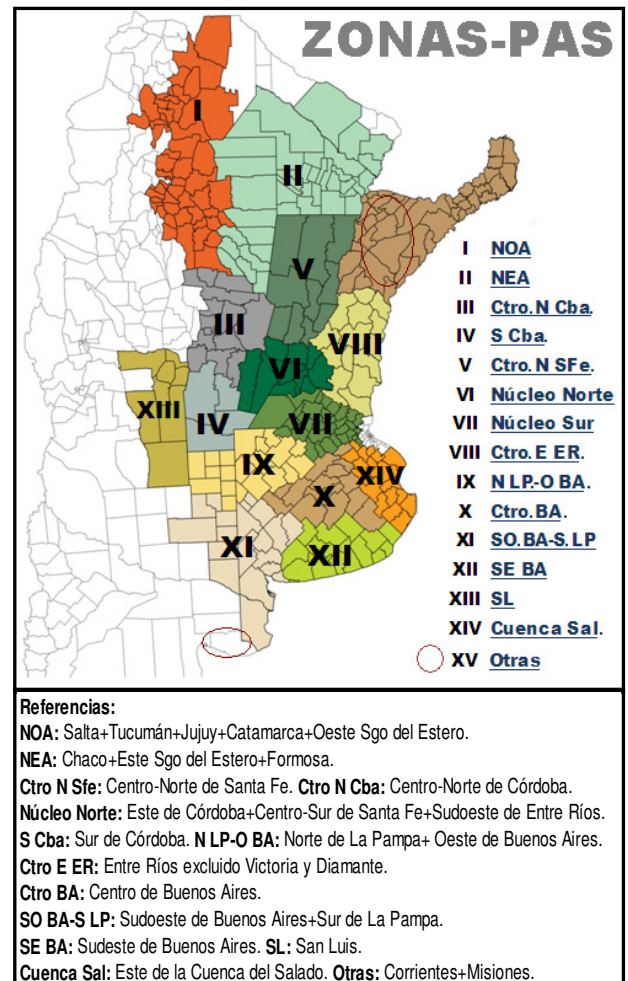 ZONAS-PAS
I
II
V
III
VIII
VI
XIII
IV
VII
IX
XIV
X
XI
XII
I NOA
II NEA
III Ctro.N Cba.
IV S Cba.
V Ctro.N SFe.
VI Núcleo Norte
VII Núcleo Sur
VIII Ctro.E ER.
IX N LP.-O BA.
X Ctro.BA.
XI SO.BA-S.LP
XII SE BA
XIII SL
XIV Cuenca Sal.
XV Otras
Referencias:
NOA: Salta+Tucumán+Jujuy+Catamarca+Oeste Sgo del Estero.
NEA: Chaco+Este Sgo del Estero+Formosa.
Ctro N Sfe: Centro-Norte de Santa Fe. Ctro N Cba: Centro-Norte de Córdoba.
Núcleo Norte: Este de Córdoba+Centro-Sur de Santa Fe+Sudoeste de Entre Ríos.
S Cba: Sur de Córdoba. N LP-O BA: Norte de La Pampa+ Oeste de Buenos Aires.
Ctro E ER: Entre Ríos excluido Victoria y Diamante.
Ctro BA: Centro de Buenos Aires.
SO BA-S LP: Sudoeste de Buenos Aires+Sur de La Pampa.
SE BA: Sudeste de Buenos Aires. SL: San Luis.
Cuenca Sal: Este de la Cuenca del Salado. Otras: Corrientes+Misiones.